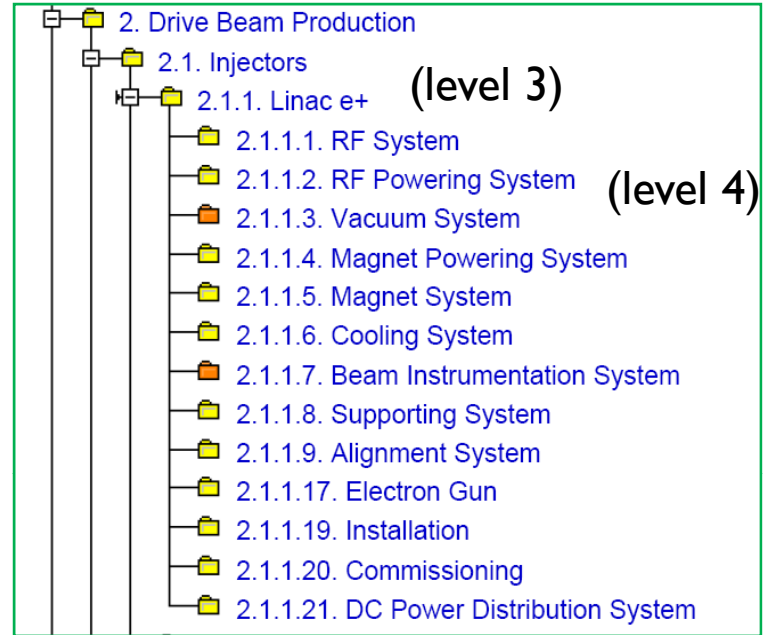 2. Drive Beam Production
2.1. Injectors
2.1.1. Linac e+ (level 3)
2.1.1.1. RF System
2.1.1.2. RF Powering System (level 4)
2.1.1.3. Vacuum System
2.1.1.4. Magnet Powering System
2.1.1.5. Magnet System
2.1.1.6. Cooling System
2.1.1.7. Beam Instrumentation System
2.1.1.8. Supporting System
2.1.1.9. Alignment System
2.1.1.17. Electron Gun
2.1.1.19. Installation
2.1.1.20. Commissioning
2.1.1.21. DC Power Distribution System